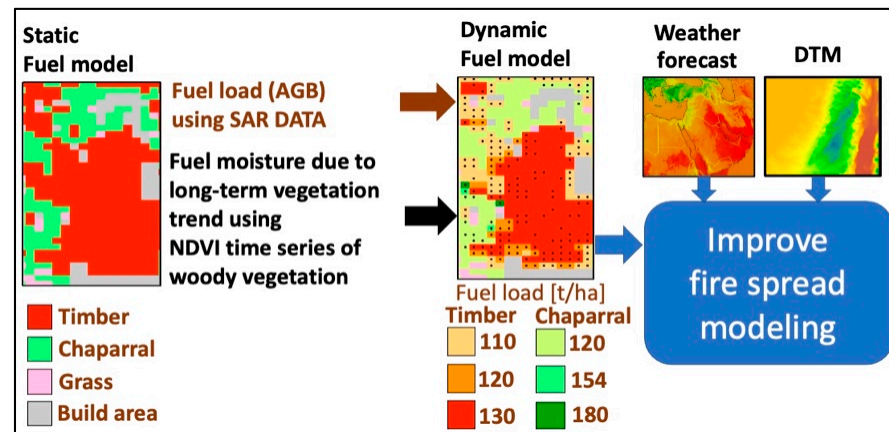 Static
Fuel model
Fuel load (AGB)
using SAR DATA
Fuel moisture due to
long-term vegetation
trend using
NDVI time series of
woody vegetation
Timber
Chaparral
Grass
Build area
Dynamic
Fuel model
Fuel load [t/ha]
Timber Chaparral
110 120
120 154
130 180
Weather
forecast
DTM
Improve
fire spread
modeling